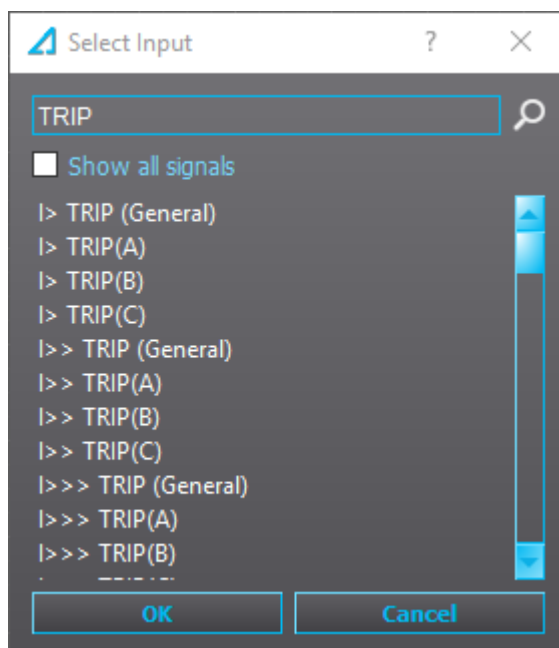 Select Input ?
TRIP
Show all signals
I> TRIP (General)
I> TRIP(A)
I> TRIP(B)
I> TRIP(C)
I>> TRIP (General)
I>> TRIP(A)
I>> TRIP(B)
I>> TRIP(C)
I>>> TRIP (General)
I>>> TRIP(A)
I>>> TRIP(B)
OK Cancel